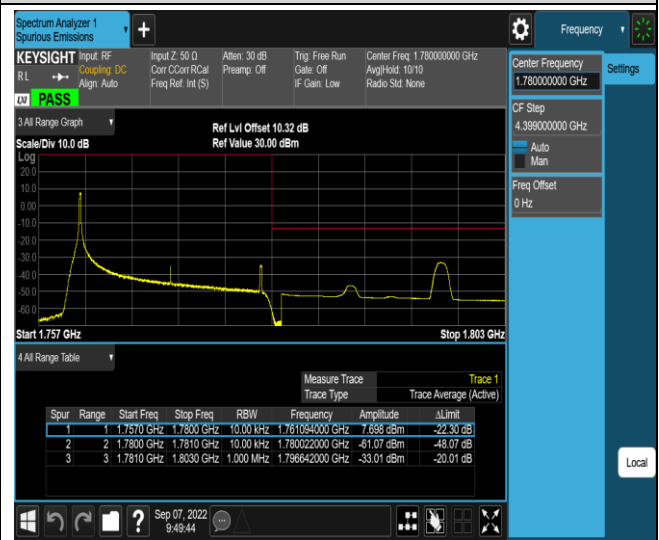 Spectrum Analyzer 1
Spurious Emissions
+
Frequency
KEYSIGHT
RL
Input: RF
Coupling: DC
Align: Auto
Input Z: 50 Ω
Corr CCorr RCal
Freq Ref: Int (S)
Atten: 30 dB
Preamp: Off
Trig: Free Run
Gate: Off
IF Gain: Low
Center Freq: 1.780000000 GHz
Avg|Hold: 10/10
Radio Std: None
LXI PASS
Center Frequency
1.780000000 GHz
Settings
CF Step
4.399000000 GHz
Auto
Man
Freq Offset
0 Hz
3 All Range Graph
Ref Lvl Offset 10.32 dB
Scale/Div 10.0 dB
Ref Value 30.00 dBm
Log
20.0
10.0
0.00
-10.0
-20.0
-30.0
-40.0
-50.0
-60.0
Start 1.757 GHz
Stop 1.803 GHz
4 All Range Table
Measure Trace Trace 1
Trace Type Trace Average (Active)
Spur Range Start Freq Stop Freq RBW Frequency Amplitude ΔLimit
1 1 1.7570 GHz 1.7800 GHz 10.00 kHz 1.761094000 GHz 7.698 dBm -22.30 dB
2 2 1.7800 GHz 1.7810 GHz 10.00 kHz 1.780022000 GHz -61.07 dBm -48.07 dB
3 3 1.7810 GHz 1.8030 GHz 1.000 MHz 1.796642000 GHz -33.01 dBm -20.01 dB
Local
?
Sep 07, 2022
9:49:44